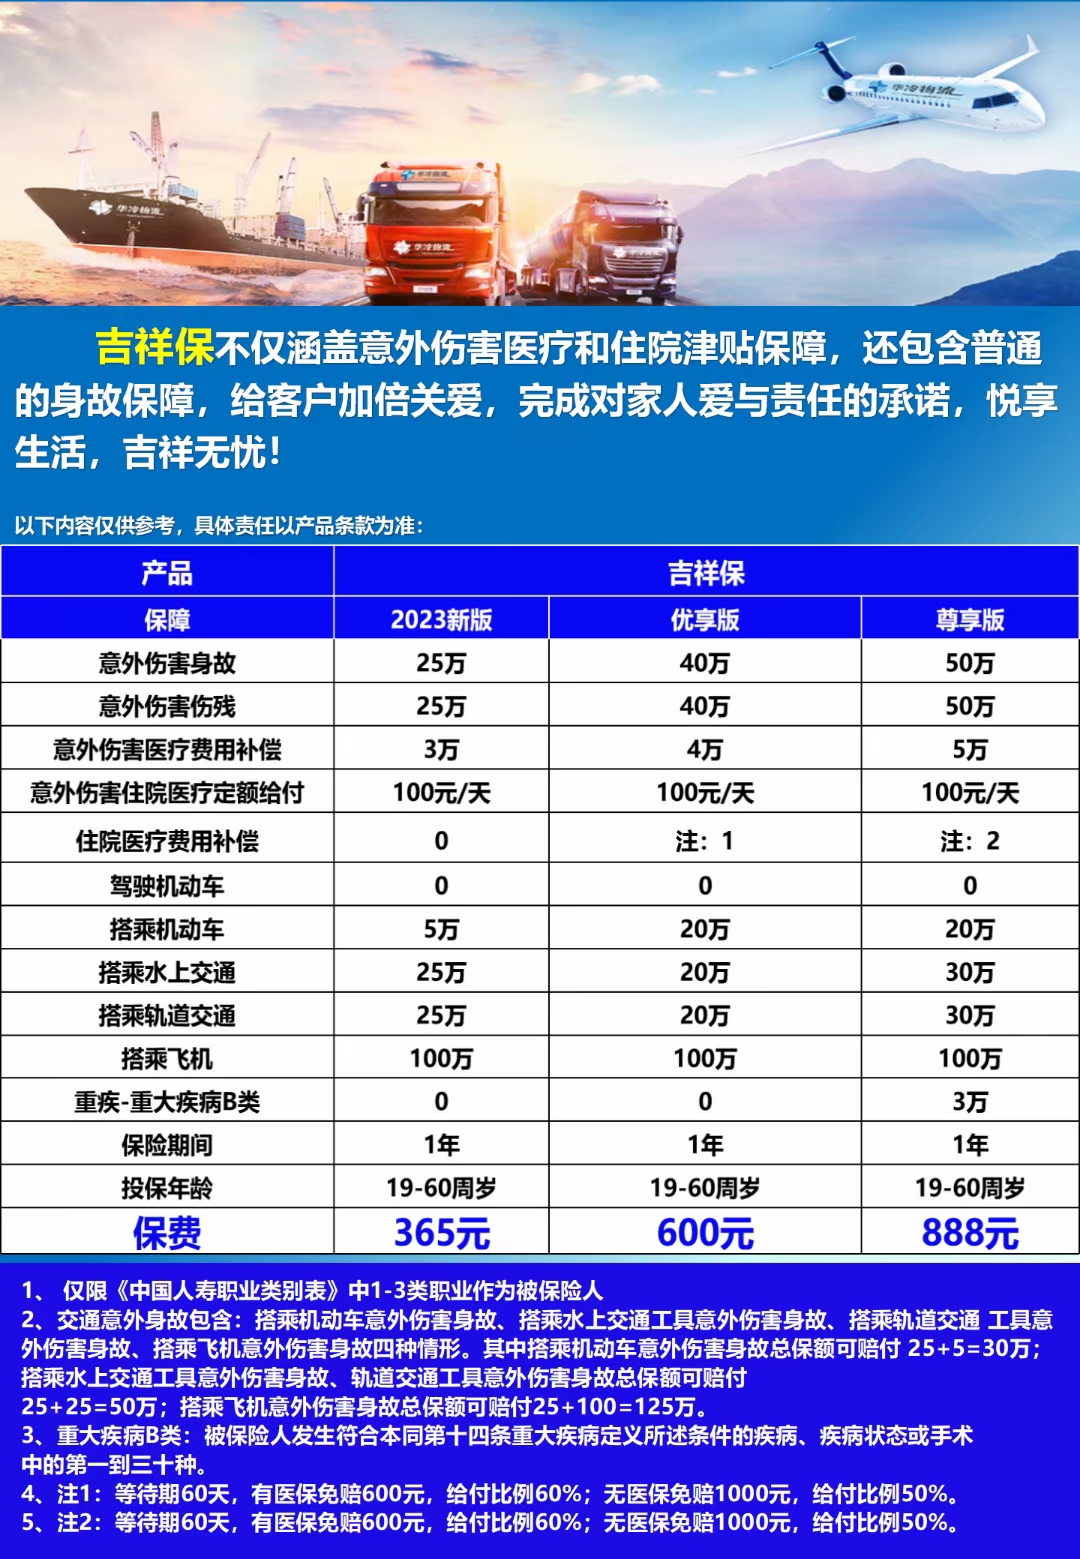 华冷物流
华冷物流
华冷物流
华冷物流
华冷物流
吉祥保不仅涵盖意外伤害医疗和住院津贴保障，还包含普通
的身故保障，给客户加倍关爱，完成对家人爱与责任的承诺，悦享
生活，吉祥无忧！
以下内容仅供参考，具体责任以产品条款为准：
产品 吉祥保
保障 2023新版 优享版 尊享版
意外伤害身故 25万 40万 50万
意外伤害伤残 25万 40万 50万
意外伤害医疗费用补偿 3万 4万 5万
意外伤害住院医疗定额给付 100元/天 100元/天 100元/天
住院医疗费用补偿 0 注：1 注：2
驾驶机动车 0 0 0
搭乘机动车 5万 20万 20万
搭乘水上交通 25万 20万 30万
搭乘轨道交通 25万 20万 30万
搭乘飞机 100万 100万 100万
重疾-重大疾病B类 0 0 3万
保险期间 1年 1年 1年
投保年龄 19-60周岁 19-60周岁 19-60周岁
保费 365元 600元 888元
1、 仅限《中国人寿职业类别表》中1-3类职业作为被保险人
2、交通意外身故包含：搭乘机动车意外伤害身故、搭乘水上交通工具意外伤害身故、搭乘轨道交通 工具意
外伤害身故、搭乘飞机意外伤害身故四种情形。其中搭乘机动车意外伤害身故总保额可赔付 25+5=30万；
搭乘水上交通工具意外伤害身故、轨道交通工具意外伤害身故总保额可赔付
25+25=50万；搭乘飞机意外伤害身故总保额可赔付25+100=125万。
3、重大疾病B类：被保险人发生符合本同第十四条重大疾病定义所述条件的疾病、疾病状态或手术
中的第一到三十种。
4、注1：等待期60天，有医保免赔600元，给付比例60%；无医保免赔1000元，给付比例50%。
5、注2：等待期60天，有医保免赔600元，给付比例60%；无医保免赔1000元，给付比例50%。